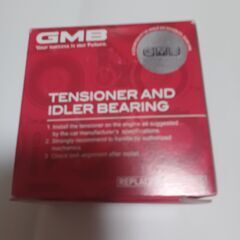 GMB
Your success is our Future.
GMB
TENSIONER AND
IDLER BEARING
1 Install the tensioner on the engine as suggested
by the car manufacturer's specifications.
2 Strongly recommend to handle by authorized
mechanics.
3 Check belt alignment after install.